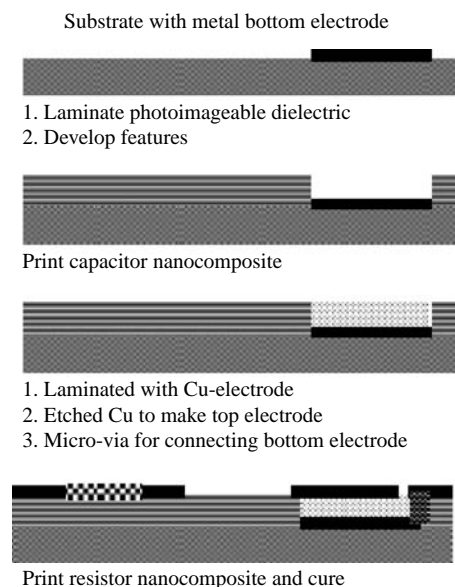 Substrate with metal bottom electrode
1. Laminate photoimageable dielectric
2. Develop features
Print capacitor nanocomposite
1. Laminated with Cu-electrode
2. Etched Cu to make top electrode
3. Micro-via for connecting bottom electrode
Print resistor nanocomposite and cure